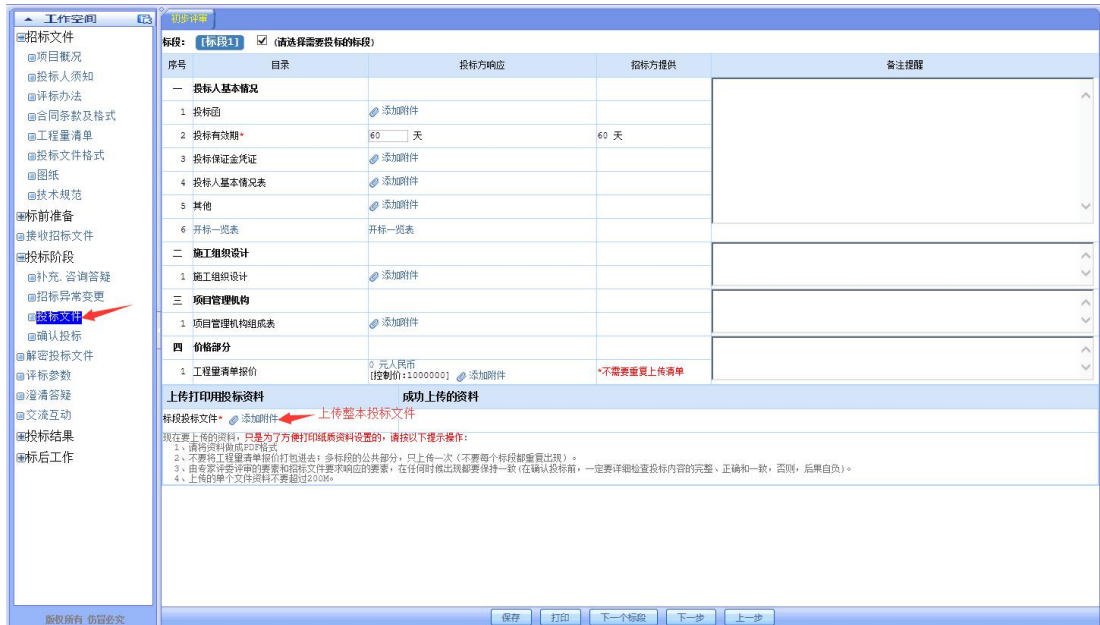 工作空间
招标文件
项目概况
投标人须知
评标办法
合同条款及格式
工程量清单
投标文件格式
图纸
技术规范
标前准备
接收招标文件
投标阶段
补充.咨询答疑
招标异常变更
投标文件
确认投标
解密投标文件
评标参数
澄清答疑
交流互动
投标结果
标后工作
版权所有 仿冒必究
初步评审
标段： [标段1] (请选择需要投标的标段)
序号 目录 投标方响应 招标方提供 备注提醒
一 投标人基本情况
1 投标函 添加附件
2 投标有效期* 60 天 60 天
3 投标保证金凭证 添加附件
4 投标人基本情况表 添加附件
5 其他 添加附件
6 开标一览表 开标一览表
二 施工组织设计
1 施工组织设计 添加附件
三 项目管理机构
1 项目管理机构组成表 添加附件
四 价格部分
1 工程量清单报价 0 元人民币 *不需要重复上传清单
[控制价:1000000] 添加附件
上传打印用投标资料 成功上传的资料
标段投标文件* 添加附件 上传整本投标文件
现在要上传的资料，只是为了方便打印纸质资料设置的，请按以下提示操作：
1、请将资料做成PDF格式
2、不要将工程量清单报价打包进去；多标段的公共部分，只上传一次（不要每个标段都重复出现）。
3、由专家评委评审的要素和招标文件要求响应的要素，在任何时候出现都要保持一致(在确认投标前，一定要详细检查投标内容的完整、正确和一致，否则，后果自负)。
4、上传的单个文件资料不要超过200M。
保存 打印 下一个标段 下一步 上一步